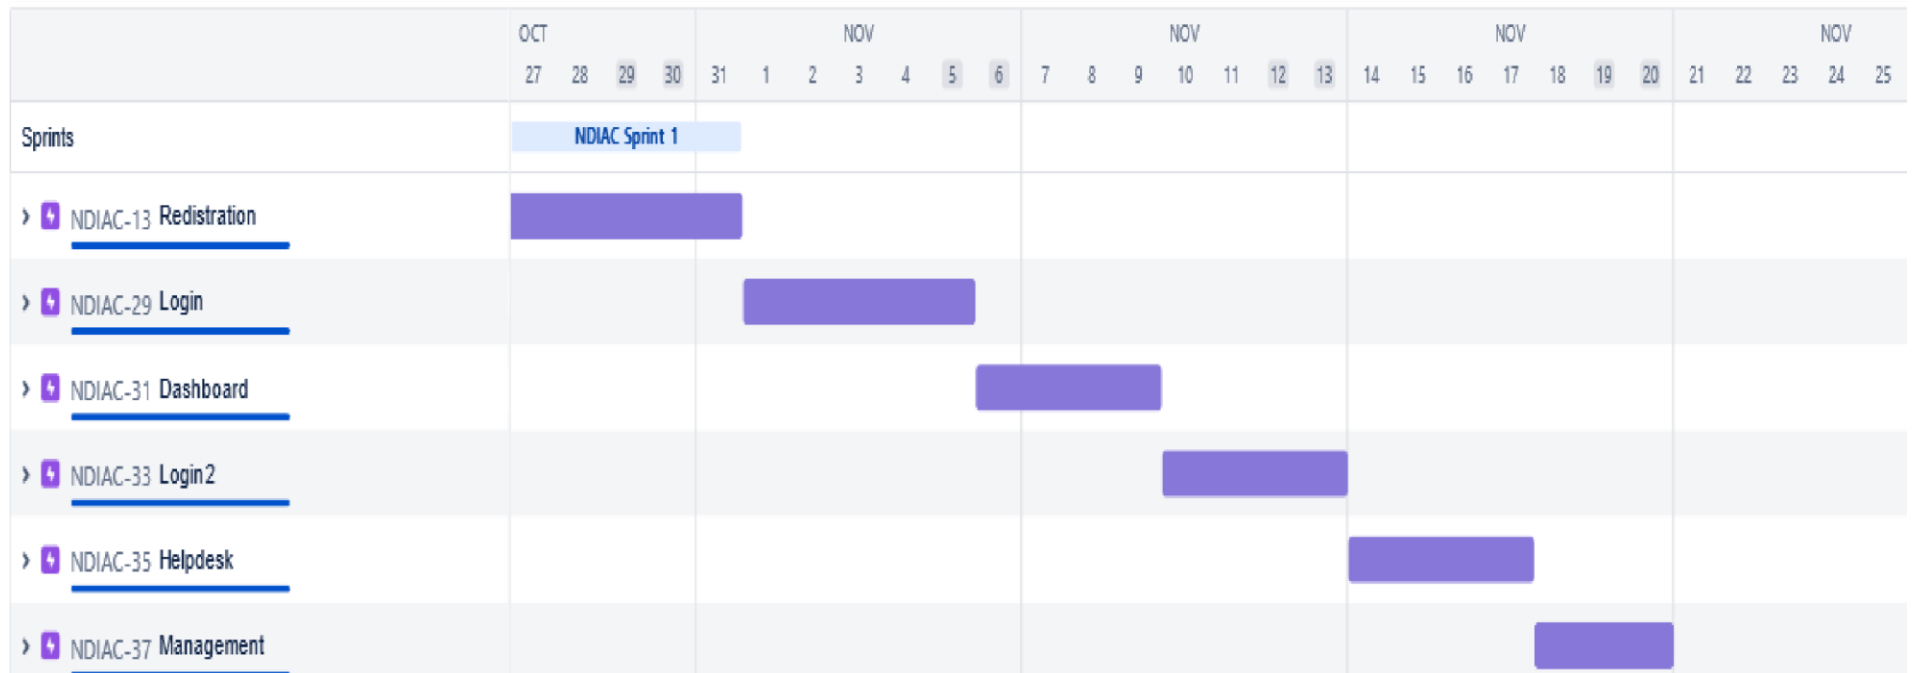 OCT NOV NOV NOV NOV
27 28 29 30 31 1 2 3 4 5 6 7 8 9 10 11 12 13 14 15 16 17 18 19 20 21 22 23 24 25
Sprints NDIAC Sprint 1
NDIAC-13 Redistration
NDIAC-29 Login
NDIAC-31 Dashboard
NDIAC-33 Login2
NDIAC-35 Helpdesk
NDIAC-37 Management